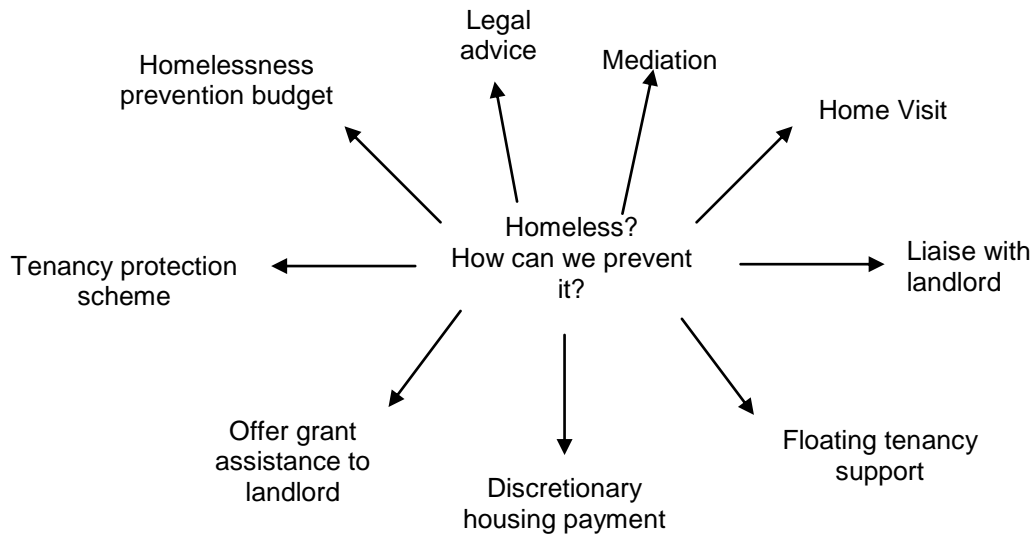 Legal
advice
Mediation
Homelessness
prevention budget
Home Visit
Homeless?
How can we prevent
it?
Tenancy protection
scheme
Liaise with
landlord
Offer grant
assistance to
landlord
Discretionary
housing payment
Floating tenancy
support